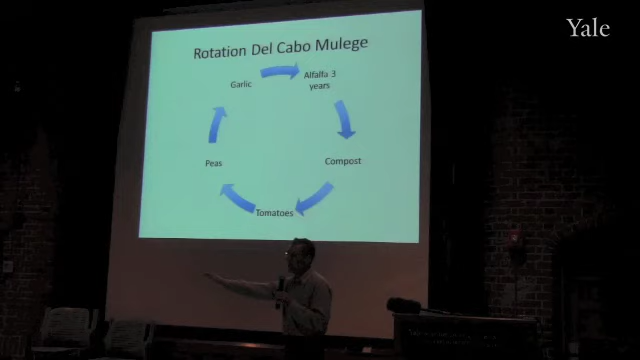 Yale
Rotation Del Cabo Mulege
Garlic
Alfalfa 3
years
Peas
Compost
Tomatoes